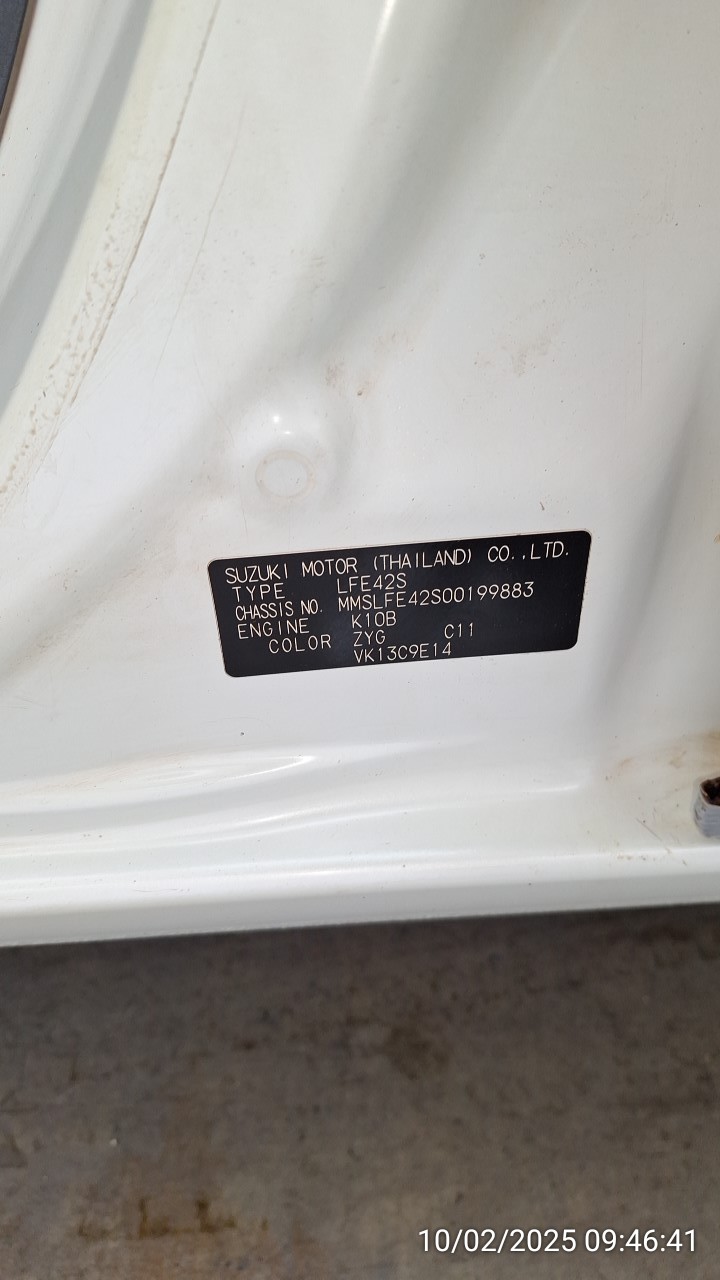 SUZUKI MOTOR (THAILAND) CO.,LTD.
TYPE LFE42S
CHASSIS NO. MMSLFE42S00199883
ENGINE K10B
COLOR ZYG C11
VK13C9E14
10/02/2025 09:46:41